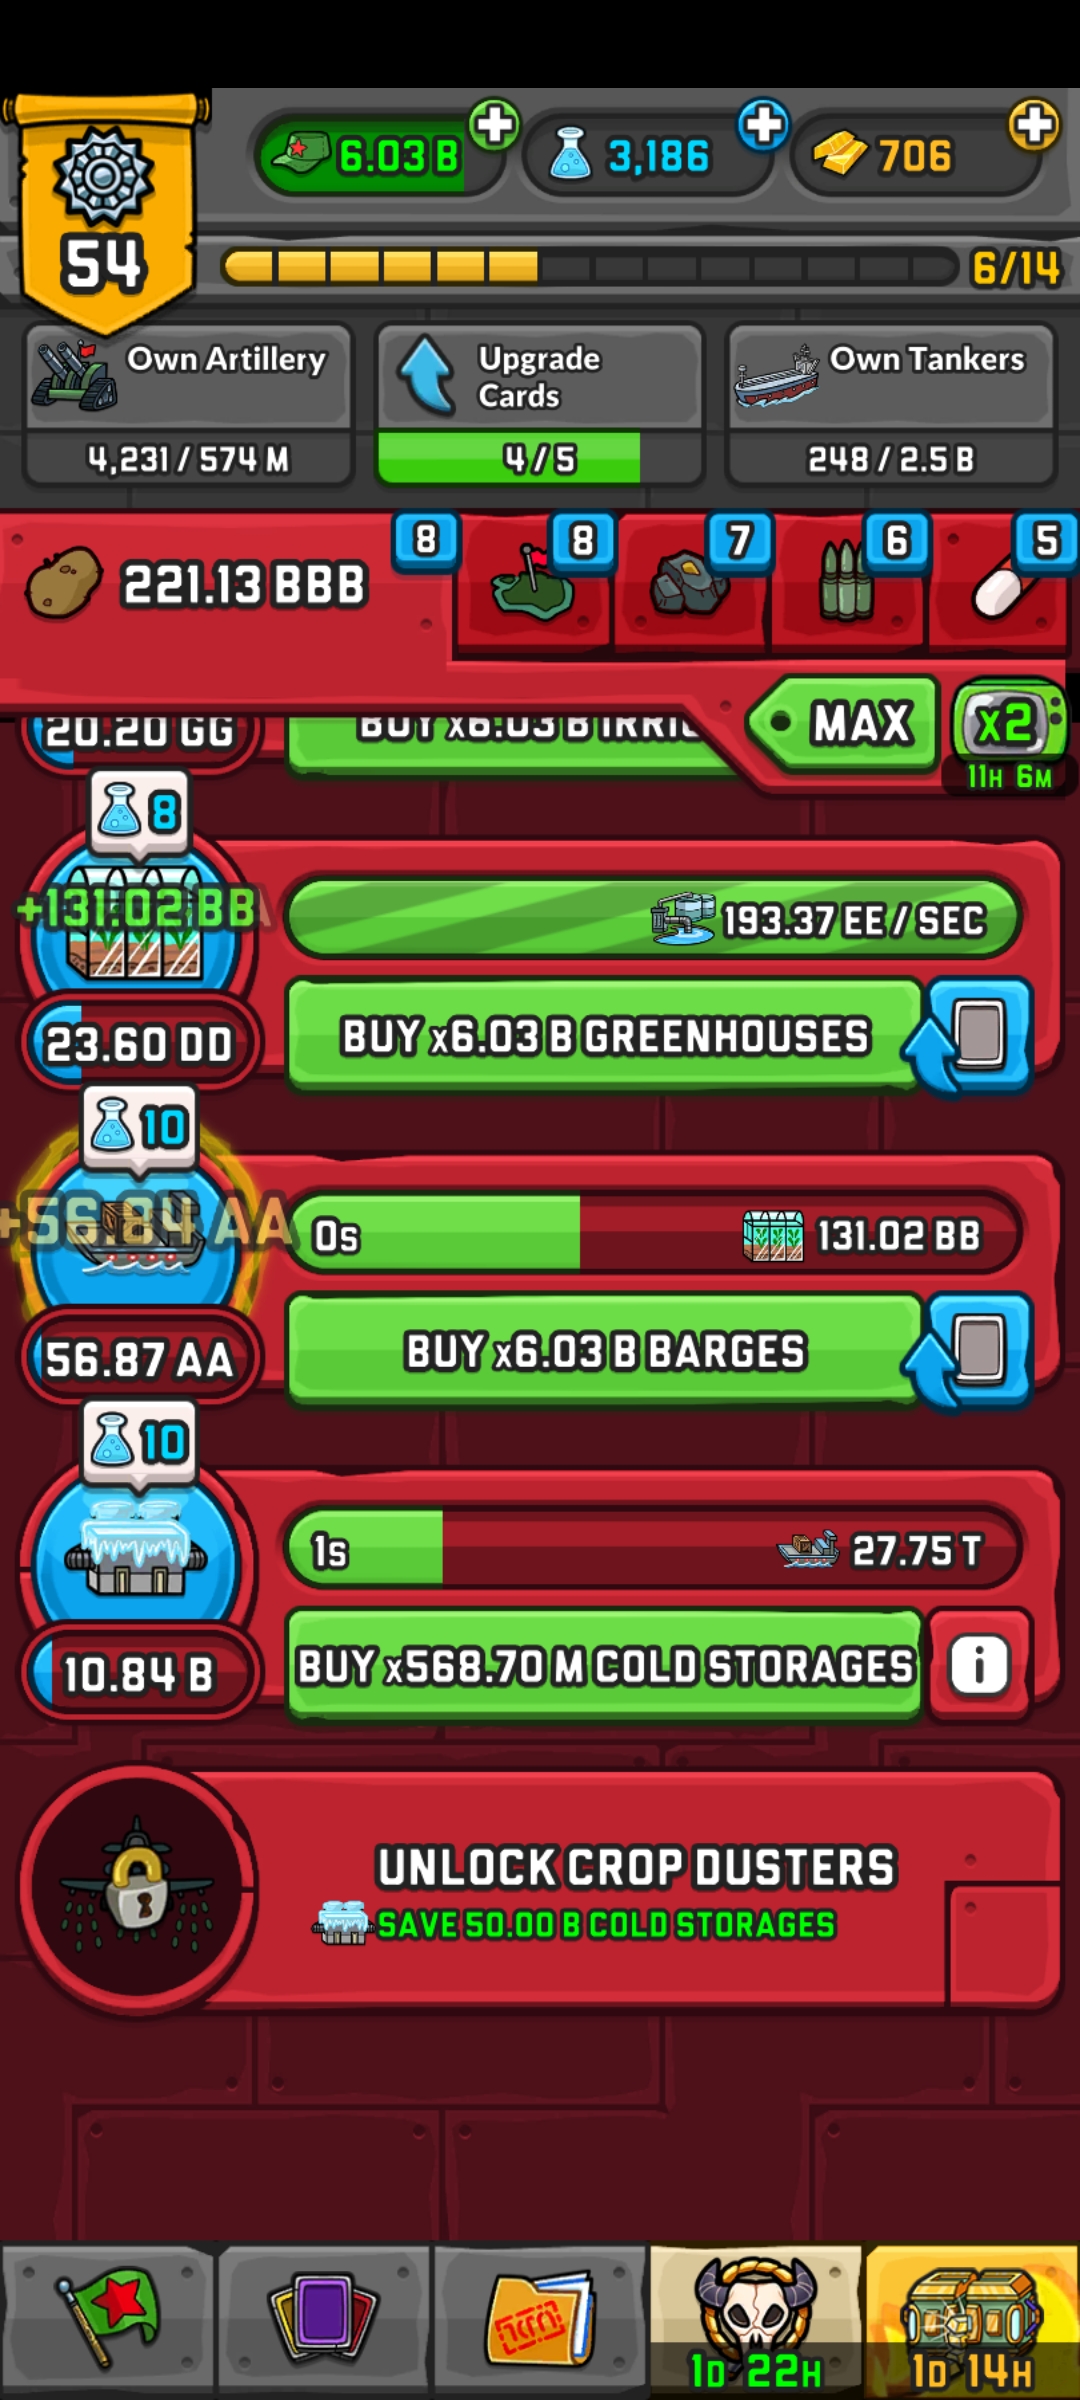 6.03 B
3,186
706
54
6/14
Own Artillery
4,231 / 574 M
Upgrade
Cards
4 / 5
Own Tankers
248 / 2.5 B
221.13 BBB
8
8
7
6
5
20.20 GG
BUY x6.03 B
MAX
x2
11H 6M
8
+131.02 BB
193.37 EE / SEC
23.60 DD
BUY x6.03 B GREENHOUSES
10
+56.84 AA
0s
131.02 BB
56.87 AA
BUY x6.03 B BARGES
10
1s
27.75 T
10.84 B
BUY x568.70 M COLD STORAGES
i
UNLOCK CROP DUSTERS
SAVE 50.00 B COLD STORAGES
1D 22H
1D 14H